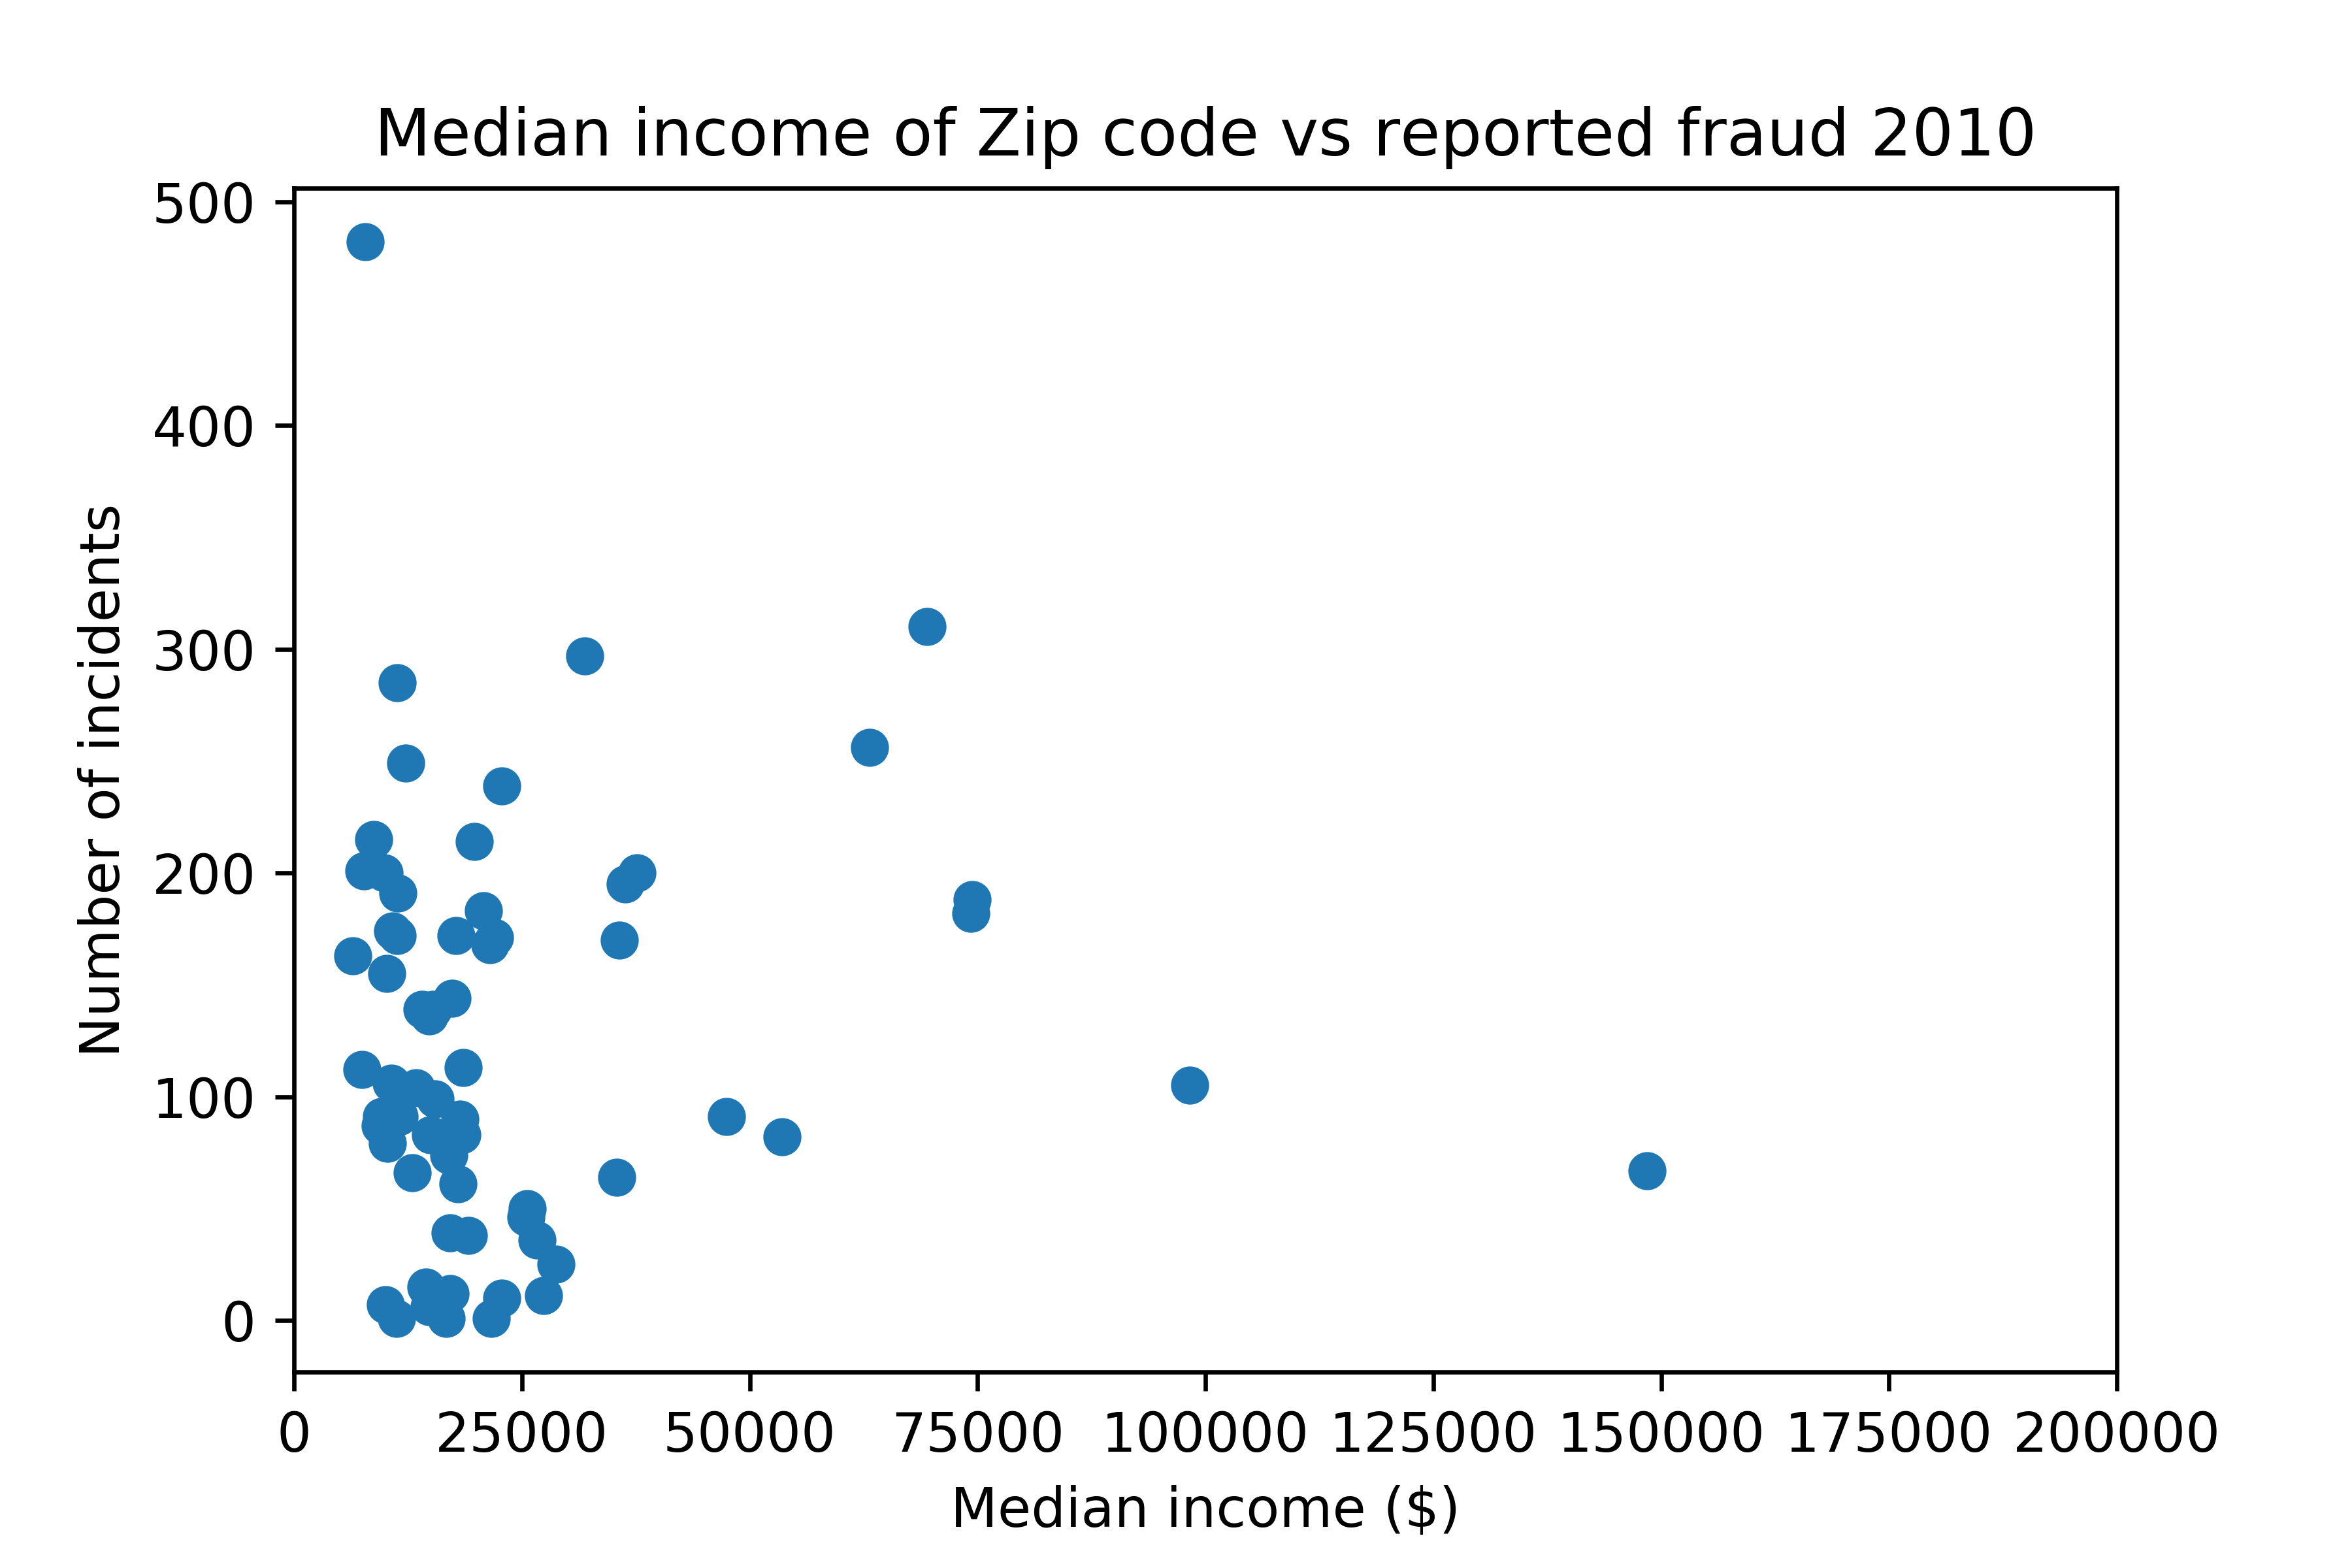 Median income of Zip code vs reported fraud 2010
500
400
300
200
100
0
Number of incidents
0 25000 50000 75000 100000 125000 150000 175000 200000
Median income ($)